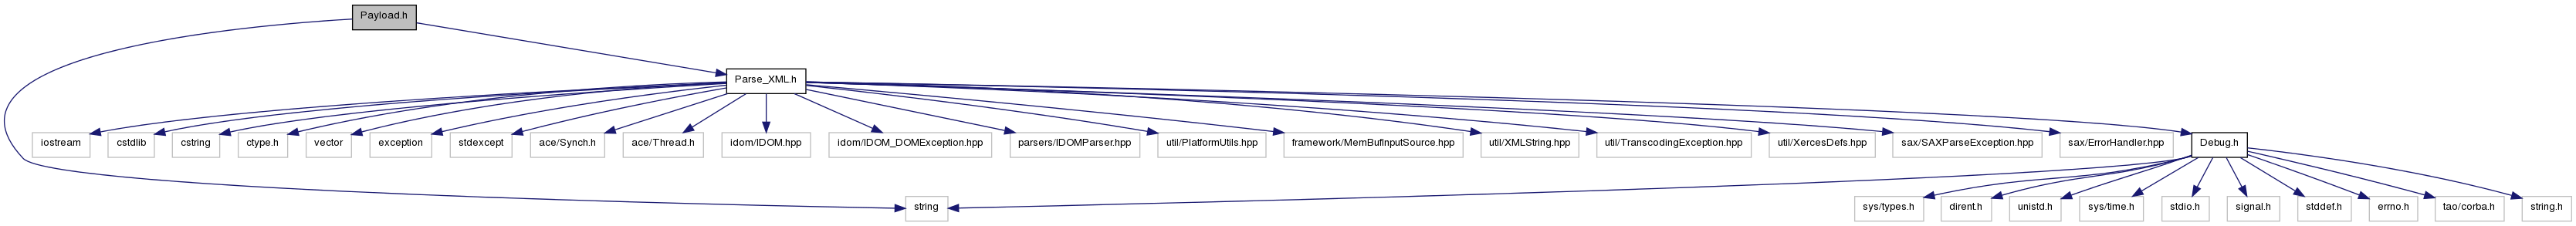 Payload.h
Parse_XML.h
iostream
cstdlib
cstring
ctype.h
vector
exception
stdexcept
ace/Synch.h
ace/Thread.h
idom/IDOM.hpp
idom/IDOM_DOMException.hpp
parsers/IDOMParser.hpp
util/PlatformUtils.hpp
framework/MemBufInputSource.hpp
util/XMLString.hpp
util/TranscodingException.hpp
util/XercesDefs.hpp
sax/SAXParseException.hpp
sax/ErrorHandler.hpp
Debug.h
string
sys/types.h
dirent.h
unistd.h
sys/time.h
stdio.h
signal.h
stddef.h
errno.h
tao/corba.h
string.h